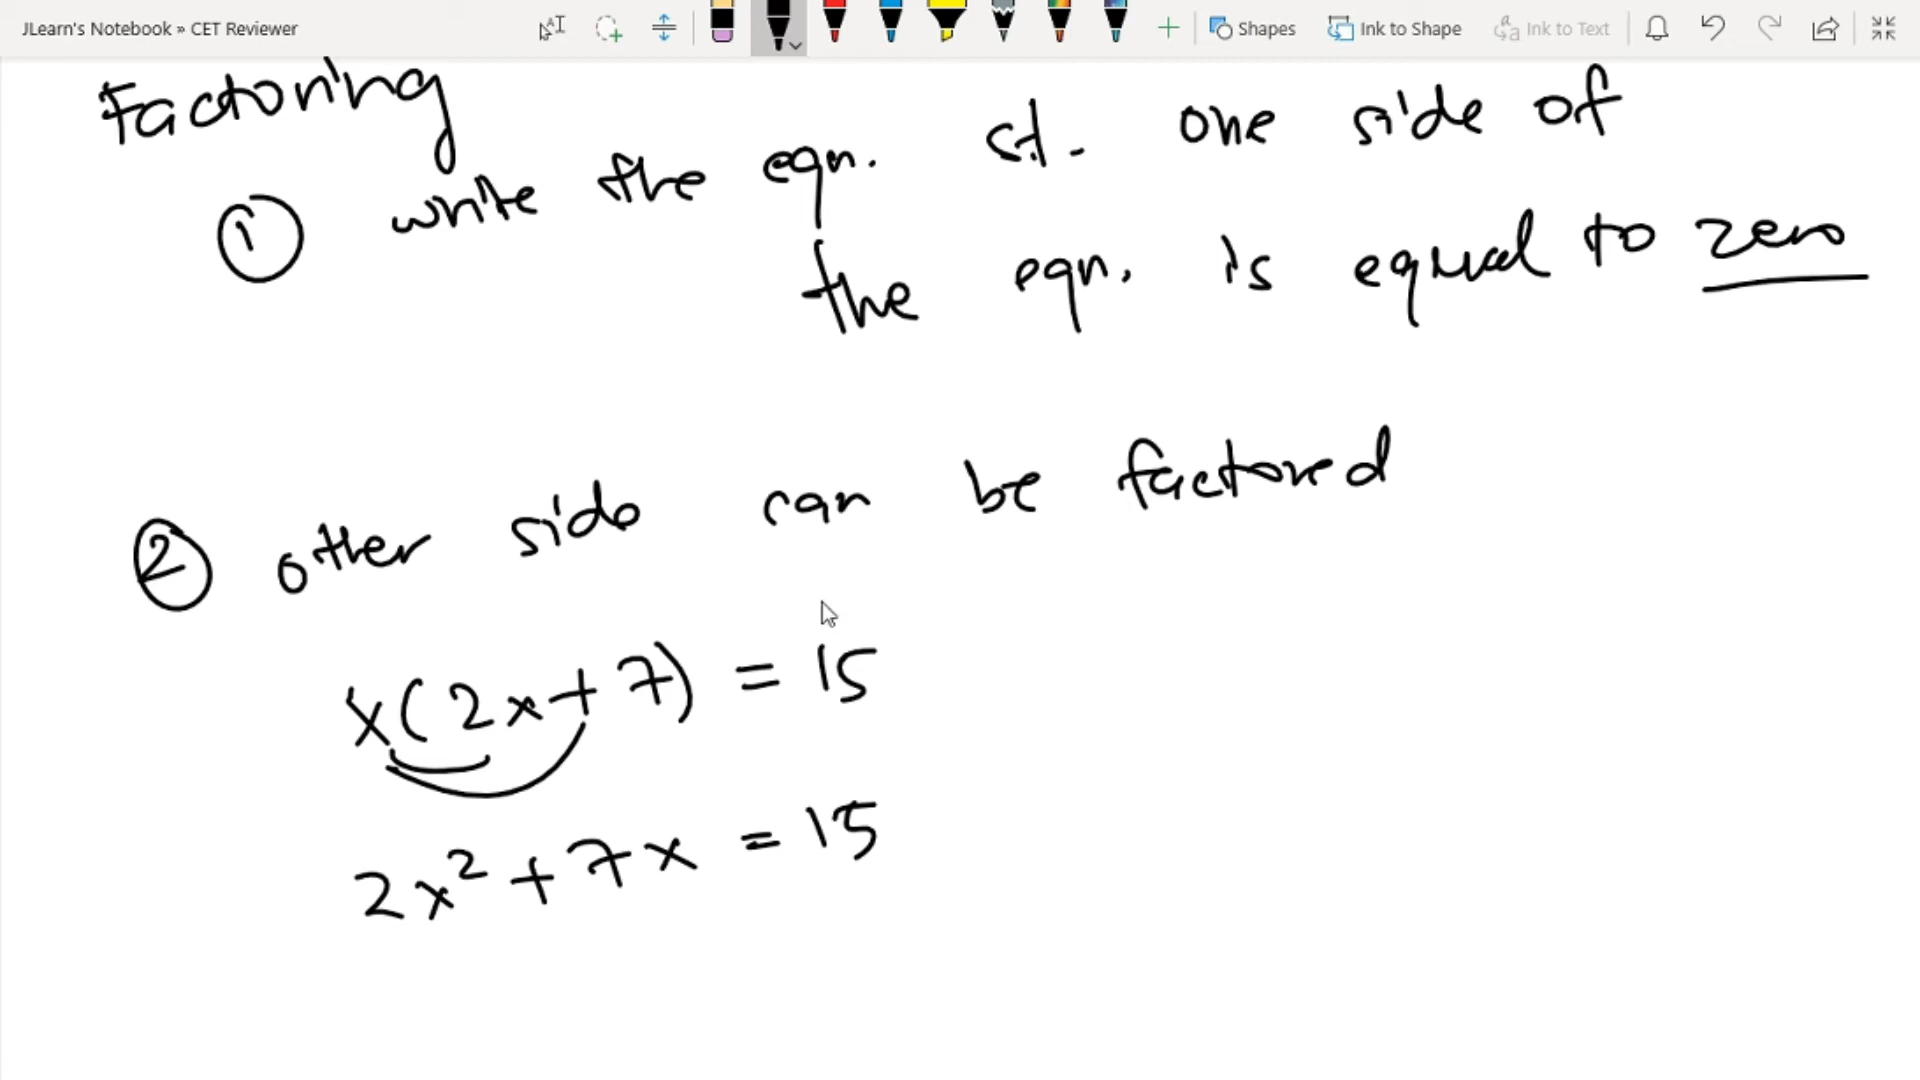 JLearn's Notebook » CET Reviewer
Shapes
Ink to Shape
Ink to Text
Factoring
① write the eqn. st. one side of
the eqn. is equal to zero
② other side can be factored
x(2x+7) = 15
2x² + 7x = 15